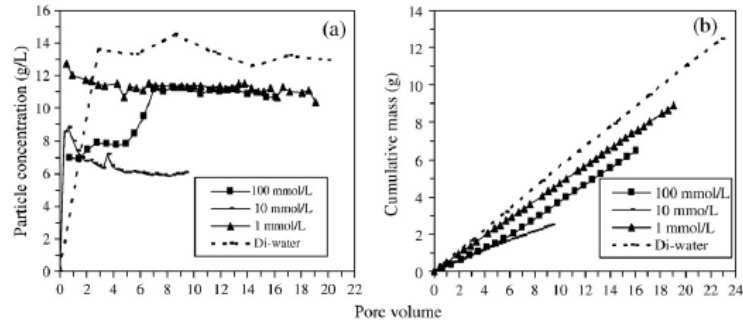 (a)
Particle concentration (g/L)
16
14
12
10
8
6
4
2
0
0 2 4 6 8 10 12 14 16 18 20 22
100 mmol/L
10 mmol/L
1 mmol/L
Di-water
(b)
Cumulative mass (g)
14
12
10
8
6
4
2
0
0 2 4 6 8 10 12 14 16 18 20 22 24
100 mmol/L
10 mmo/L
1 mmol/L
Di-water
Pore volume